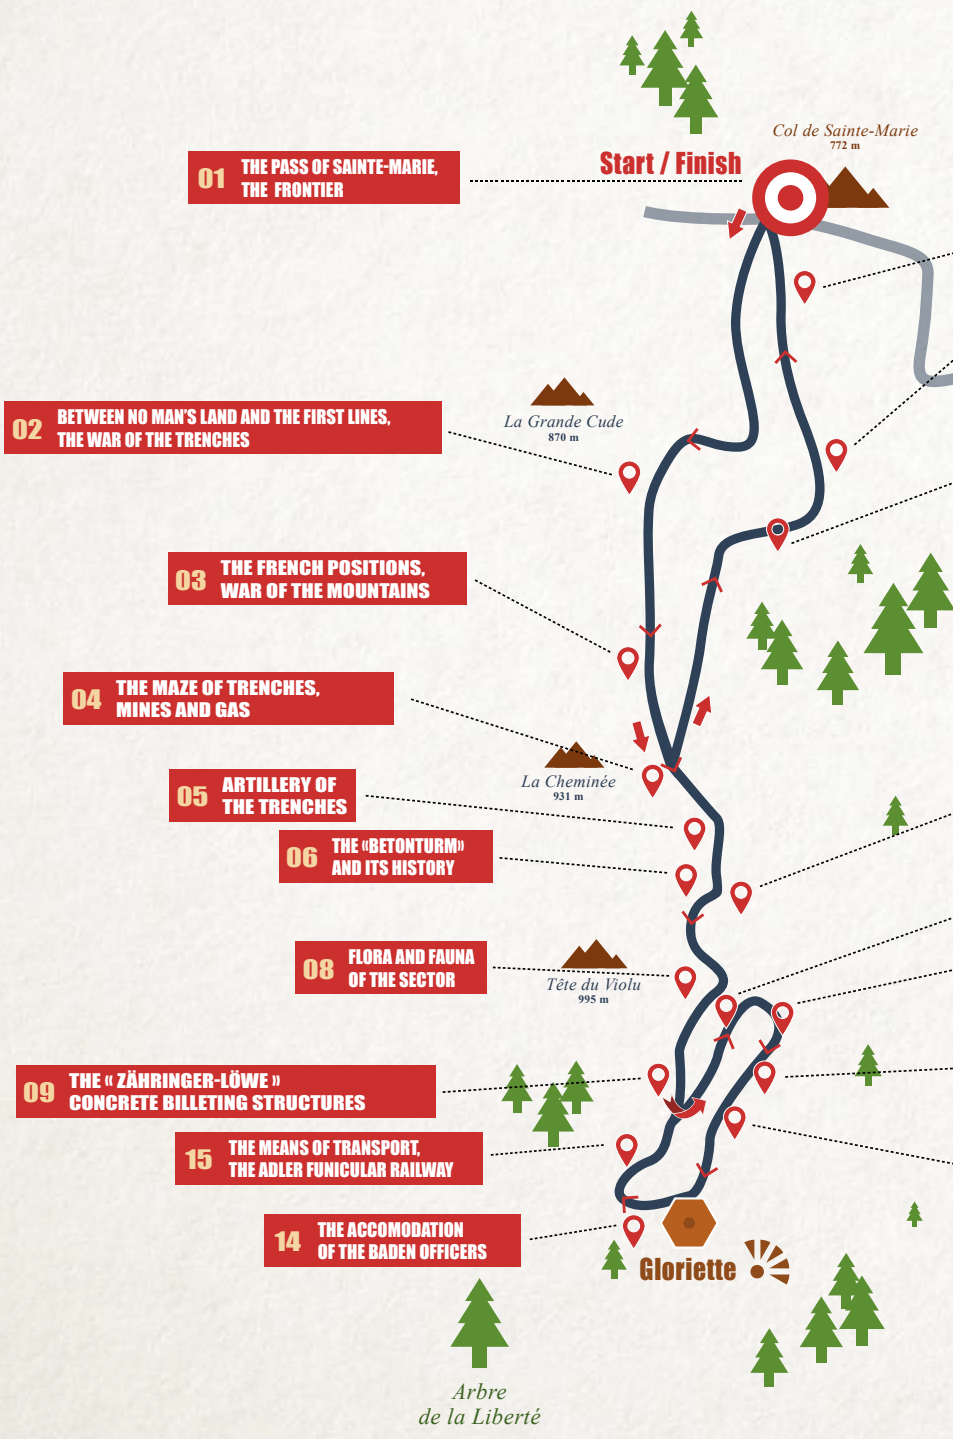 Col de Sainte-Marie
772 m
Start / Finish
01
THE PASS OF SAINTE-MARIE,
THE FRONTIER
La Grande Cude
870 m
02
BETWEEN NO MAN'S LAND AND THE FIRST LINES,
THE WAR OF THE TRENCHES
03
THE FRENCH POSITIONS,
WAR OF THE MOUNTAINS
04
THE MAZE OF TRENCHES,
MINES AND GAS
La Cheminée
931 m
05
ARTILLERY OF
THE TRENCHES
06
THE «BETONTURM»
AND ITS HISTORY
08
FLORA AND FAUNA
OF THE SECTOR
Tête du Violu
995 m
09
THE « ZÄHRINGER-LÖWE »
CONCRETE BILLETING STRUCTURES
15
THE MEANS OF TRANSPORT,
THE ADLER FUNICULAR RAILWAY
14
THE ACCOMODATION
OF THE BADEN OFFICERS
Gloriette
Arbre
de la Liberté